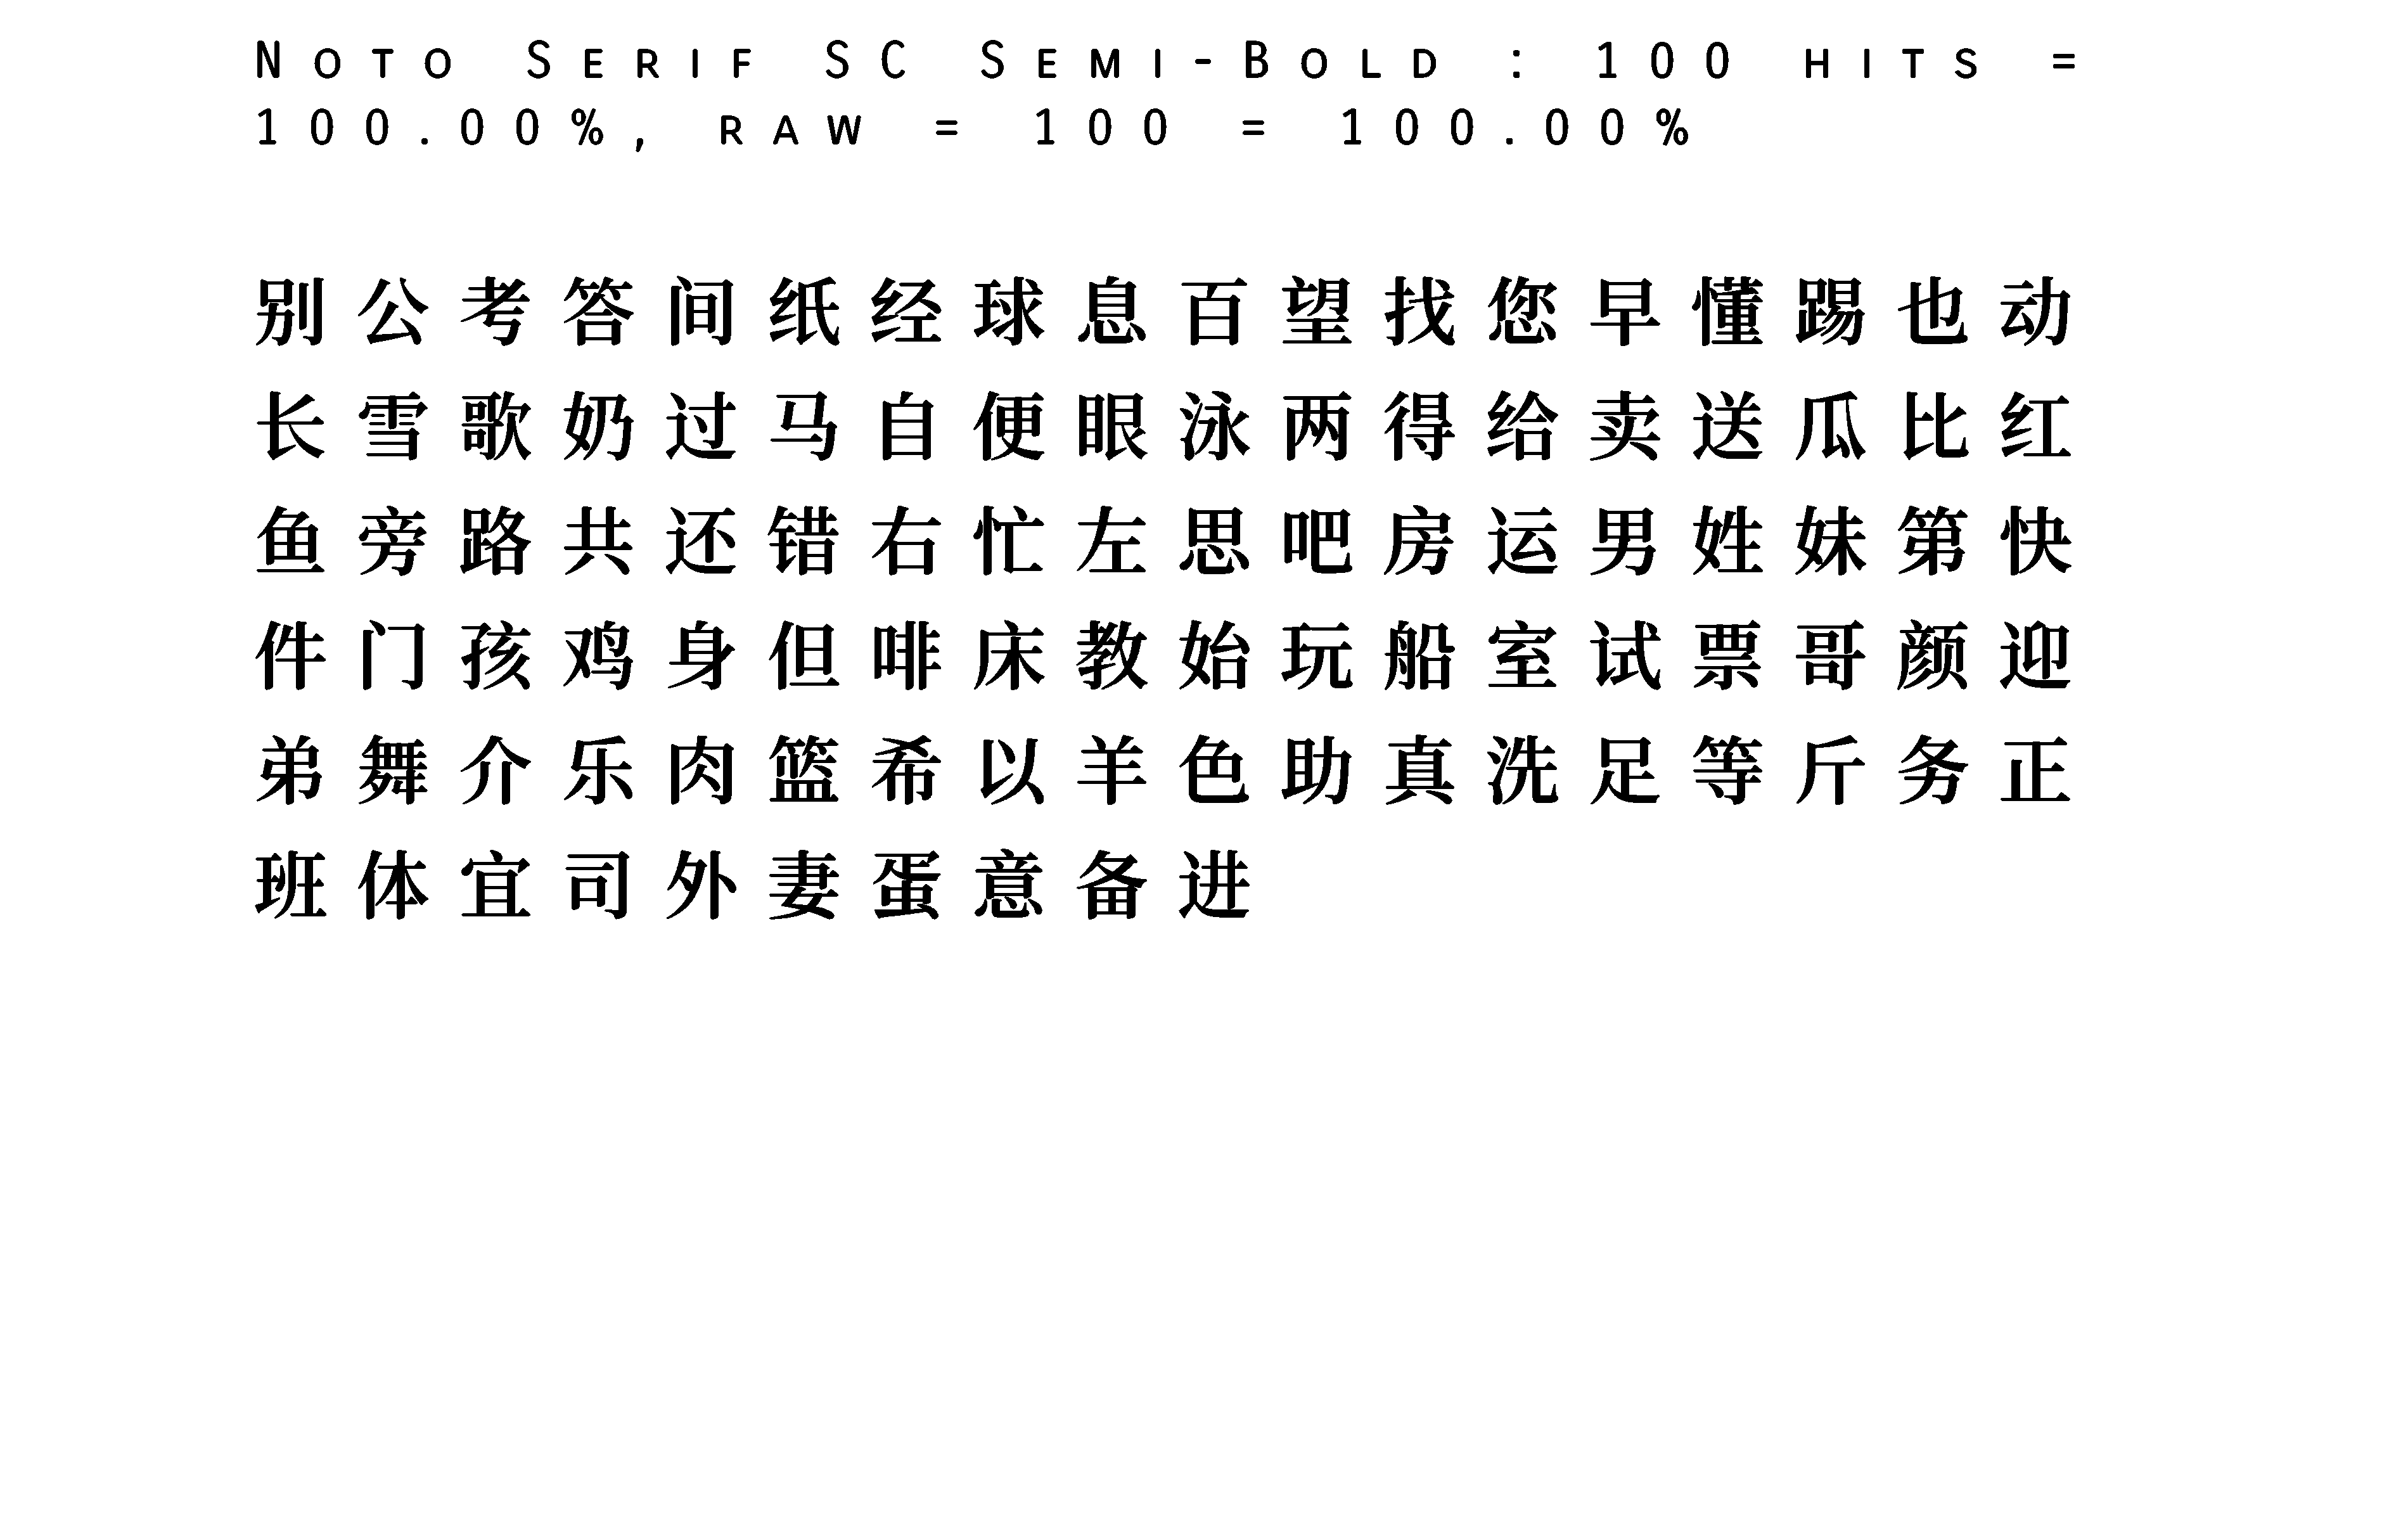 Noto Serif SC Semi-Bold : 100 hits =
100.00%, raw = 100 = 100.00%
别公考答间纸经球息百望找您早懂踢也动
长雪歌奶过马自便眼泳两得给卖送瓜比红
鱼旁路共还错右忙左思吧房运男姓妹第快
件门孩鸡身但啡床教始玩船室试票哥颜迎
弟舞介乐肉篮希以羊色助真洗足等斤务正
班体宜司外妻蛋意备进